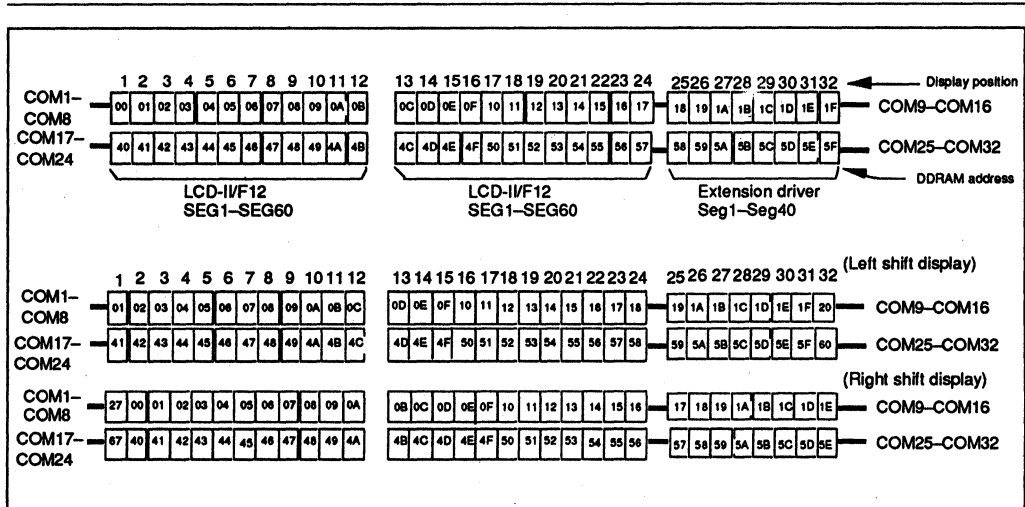 1 2 3 4 5 6 7 8 9 10 11 12 13 14 15 16 17 18 19 20 21 22 23 24 25 26 27 28 29 30 31 32 Display position
COM1–COM8 00 01 02 03 04 05 06 07 08 09 0A 0B 0C 0D 0E 0F 10 11 12 13 14 15 16 17 18 19 1A 1B 1C 1D 1E 1F COM9–COM16
COM17–COM24 40 41 42 43 44 45 46 47 48 49 4A 4B 4C 4D 4E 4F 50 51 52 53 54 55 56 57 58 59 5A 5B 5C 5D 5E 5F COM25–COM32
DDRAM address
LCD-II/F12 LCD-II/F12 Extension driver
SEG1–SEG60 SEG1–SEG60 Seg1–Seg40
(Left shift display)
1 2 3 4 5 6 7 8 9 10 11 12 13 14 15 16 17 18 19 20 21 22 23 24 25 26 27 28 29 30 31 32
COM1–COM8 01 02 03 04 05 06 07 08 09 0A 0B 0C 0D 0E 0F 10 11 12 13 14 15 16 17 18 19 1A 1B 1C 1D 1E 1F 20 COM9–COM16
COM17–COM24 41 42 43 44 45 46 47 48 49 4A 4B 4C 4D 4E 4F 50 51 52 53 54 55 56 57 58 59 5A 5B 5C 5D 5E 5F 60 COM25–COM32
(Right shift display)
COM1–COM8 27 00 01 02 03 04 05 06 07 08 09 0A 0B 0C 0D 0E 0F 10 11 12 13 14 15 16 17 18 19 1A 1B 1C 1D 1E COM9–COM16
COM17–COM24 67 40 41 42 43 44 45 46 47 48 49 4A 4B 4C 4D 4E 4F 50 51 52 53 54 55 56 57 58 59 5A 5B 5C 5D 5E COM25–COM32